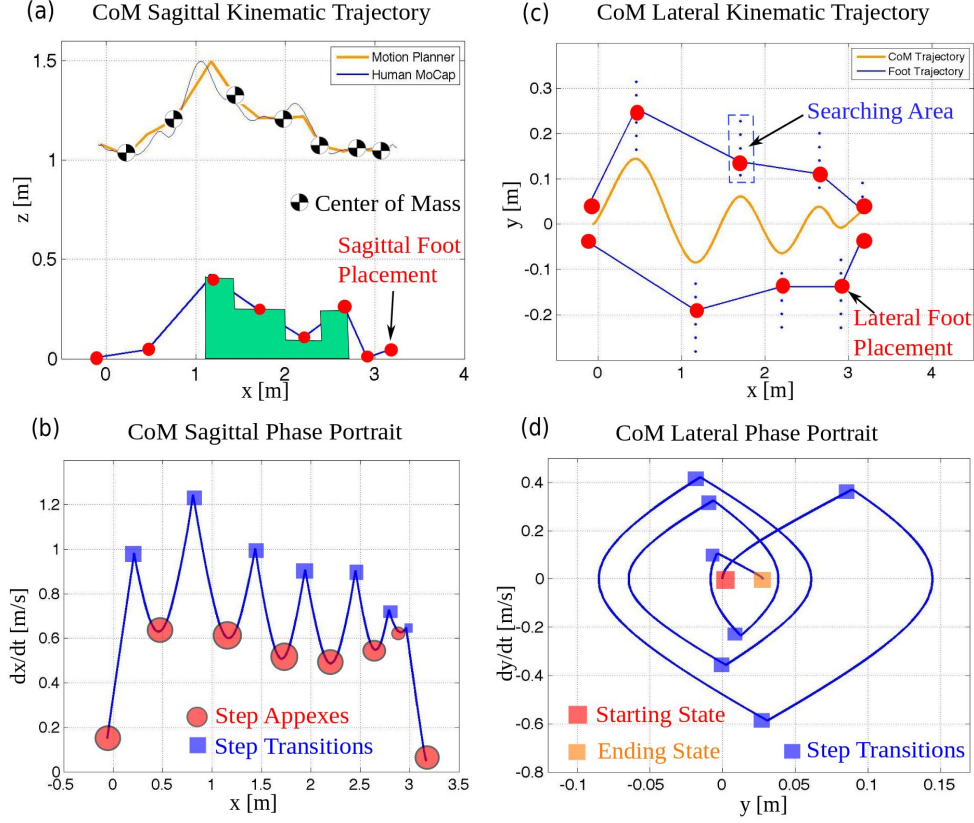 (a)
CoM Sagittal Kinematic Trajectory
Motion Planner
Human MoCap
1.5
1
0.5
0
z [m]
Center of Mass
Sagittal Foot
Placement
0
1
2
3
4
x [m]
(c)
CoM Lateral Kinematic Trajectory
CoM Trajectory
Foot Trajectory
0.3
0.2
0.1
0
-0.1
-0.2
y [m]
Searching Area
Lateral Foot
Placement
0
1
2
3
4
x [m]
(b)
CoM Sagittal Phase Portrait
1.2
1
0.8
0.6
0.4
0.2
0
dx/dt [m/s]
Step Appexes
Step Transitions
-0.5
0
0.5
1
1.5
2
2.5
3
3.5
x [m]
(d)
CoM Lateral Phase Portrait
0.4
0.2
0
-0.2
-0.4
-0.6
-0.8
dy/dt [m/s]
Starting State
Ending State
Step Transitions
-0.1
-0.05
0
0.05
0.1
0.15
y [m]